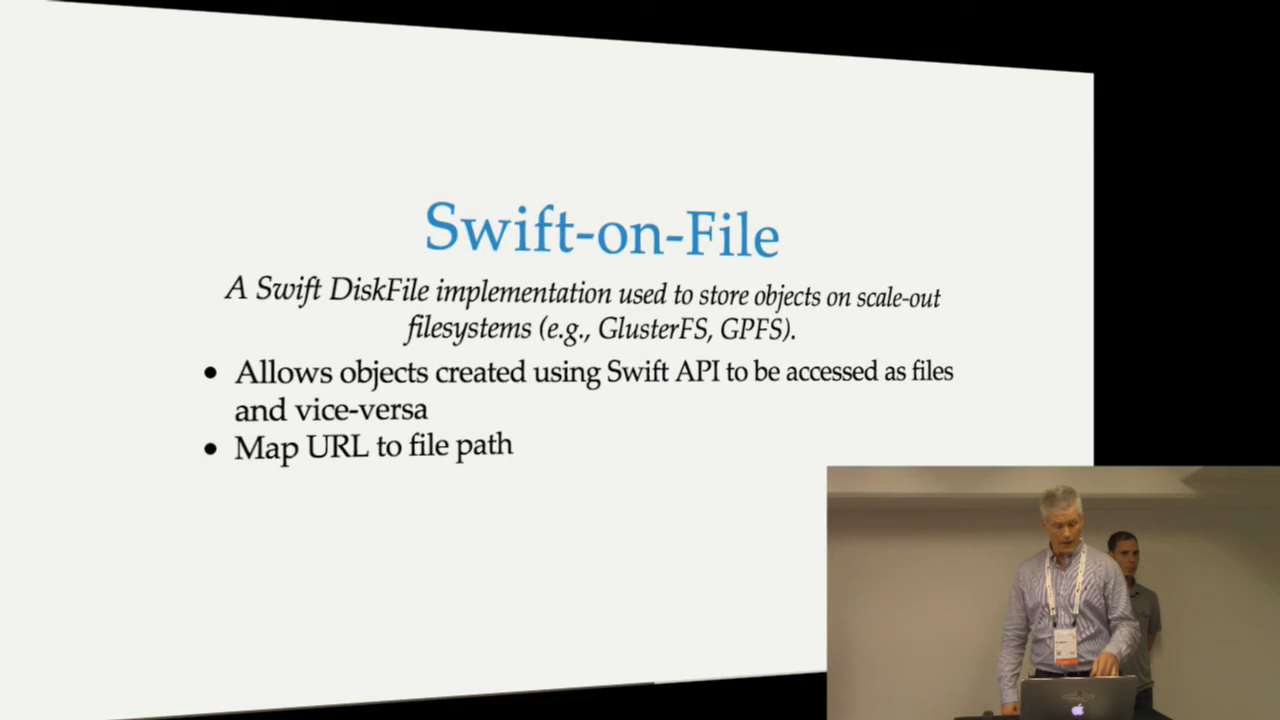 Swift-on-File
A Swift DiskFile implementation used to store objects on scale-out
filesystems (e.g., GlusterFS, GPFS).
• Allows objects created using Swift API to be accessed as files
and vice-versa
• Map URL to file path